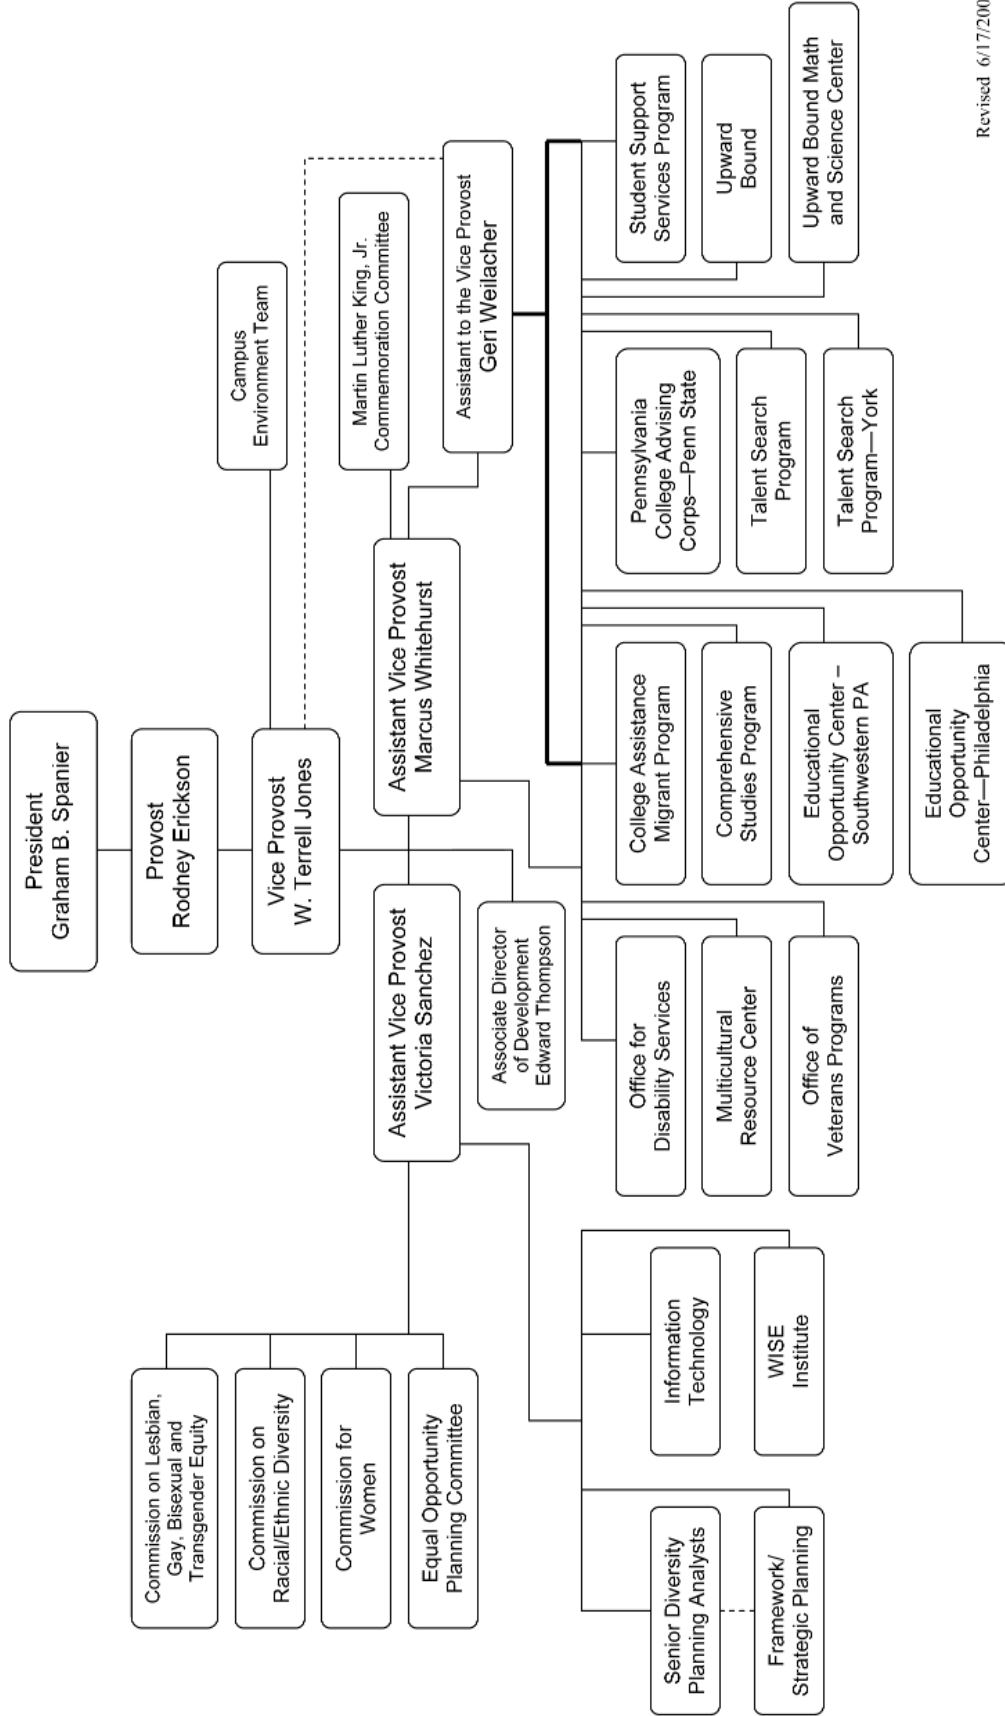 President
Graham B. Spanier
Provost
Rodney Erickson
Vice Provost
W. Terrell Jones
Campus
Environment Team
Commission on Lesbian,
Gay, Bisexual and
Transgender Equity
Commission on
Racial/Ethnic Diversity
Commission for
Women
Equal Opportunity
Planning Committee
Assistant Vice Provost
Victoria Sanchez
Assistant Vice Provost
Marcus Whitehurst
Martin Luther King, Jr.
Commemoration Committee
Assistant to the Vice Provost
Geri Weilacher
Associate Director
of Development
Edward Thompson
Senior Diversity
Planning Analysts
Framework/
Strategic Planning
Information
Technology
WISE
Institute
Office for
Disability Services
Multicultural
Resource Center
Office of
Veterans Programs
College Assistance
Migrant Program
Comprehensive
Studies Program
Educational
Opportunity Center –
Southwestern PA
Educational
Opportunity
Center—Philadelphia
Pennsylvania
College Advising
Corps—Penn State
Talent Search
Program
Talent Search
Program—York
Student Support
Services Program
Upward
Bound
Upward Bound Math
and Science Center
Revised 6/17/200